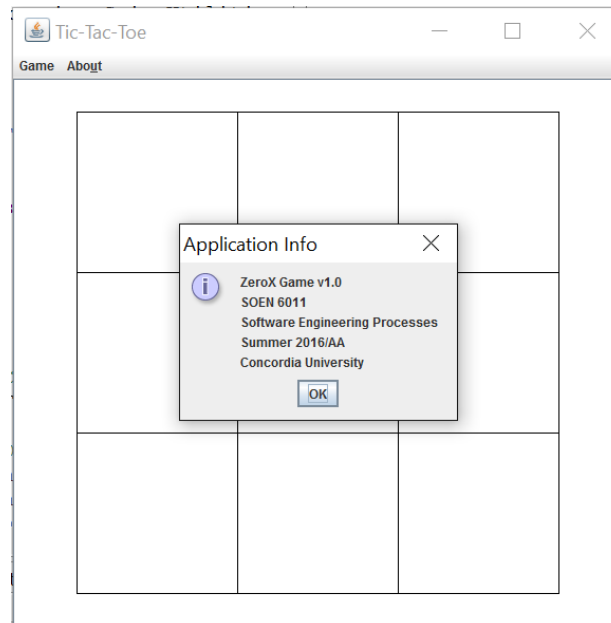 Tic-Tac-Toe
Game About
Application Info
ZeroX Game v1.0
SOEN 6011
Software Engineering Processes
Summer 2016/AA
Concordia University
OK